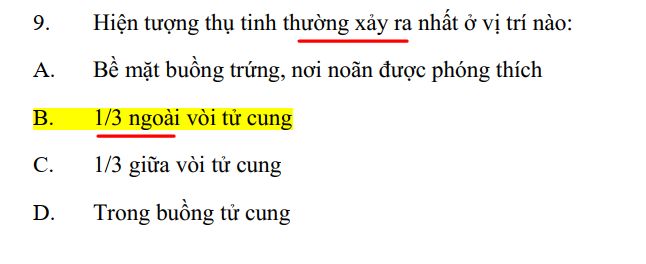 9. Hiện tượng thụ tinh thường xảy ra nhất ở vị trí nào:
A. Bề mặt buồng trứng, nơi noãn được phóng thích
B. 1/3 ngoài vòi tử cung
C. 1/3 giữa vòi tử cung
D. Trong buồng tử cung